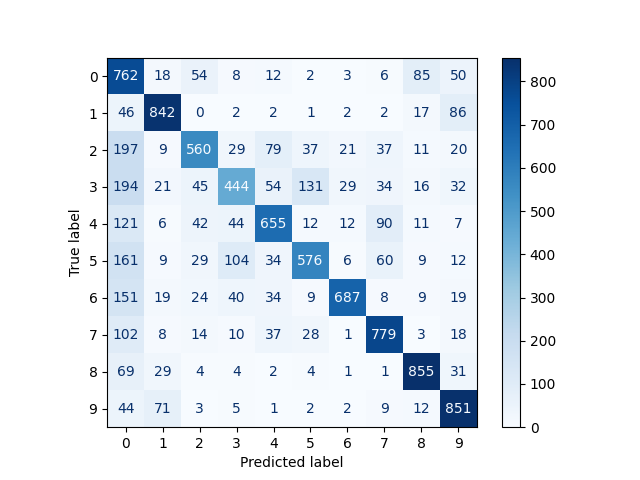 0 762 18 54 8 12 2 3 6 85 50
1 46 842 0 2 2 1 2 2 17 86
2 197 9 560 29 79 37 21 37 11 20
3 194 21 45 444 54 131 29 34 16 32
4 121 6 42 44 655 12 12 90 11 7
5 161 9 29 104 34 576 6 60 9 12
6 151 19 24 40 34 9 687 8 9 19
7 102 8 14 10 37 28 1 779 3 18
8 69 29 4 4 2 4 1 1 855 31
9 44 71 3 5 1 2 2 9 12 851
0 1 2 3 4 5 6 7 8 9
Predicted label
True label
800
700
600
500
400
300
200
100
0